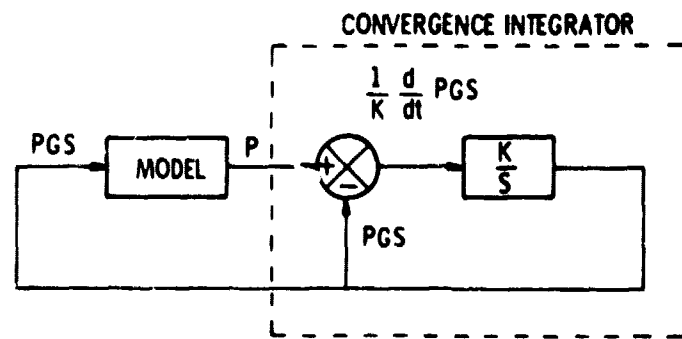 CONVERGENCE INTEGRATOR
1/K d/dt PGS
PGS
MODEL
P
+
−
K/S
PGS